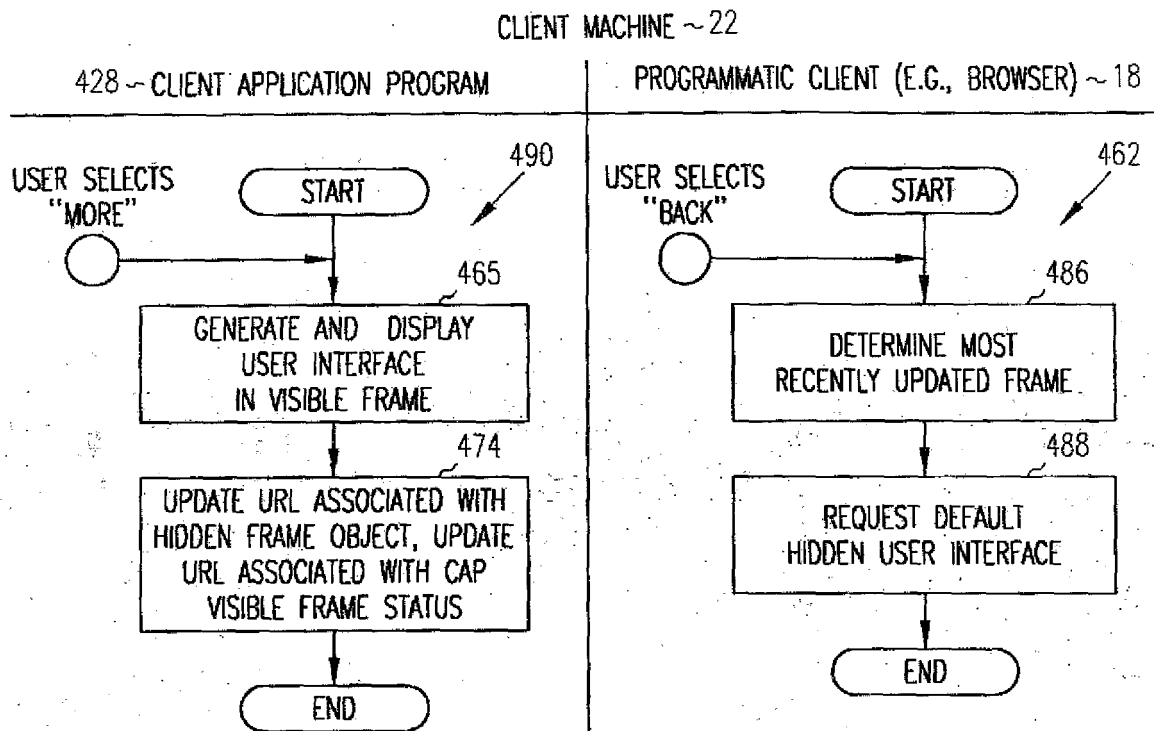 CLIENT MACHINE ~22
428 ~ CLIENT APPLICATION PROGRAM
PROGRAMMATIC CLIENT (E.G., BROWSER) ~18
490
USER SELECTS
"MORE"
START
465
GENERATE AND DISPLAY
USER INTERFACE
IN VISIBLE FRAME
474
UPDATE URL ASSOCIATED WITH
HIDDEN FRAME OBJECT, UPDATE
URL ASSOCIATED WITH CAP
VISIBLE FRAME STATUS
END
462
USER SELECTS
"BACK"
START
486
DETERMINE MOST
RECENTLY UPDATED FRAME
488
REQUEST DEFAULT
HIDDEN USER INTERFACE
END